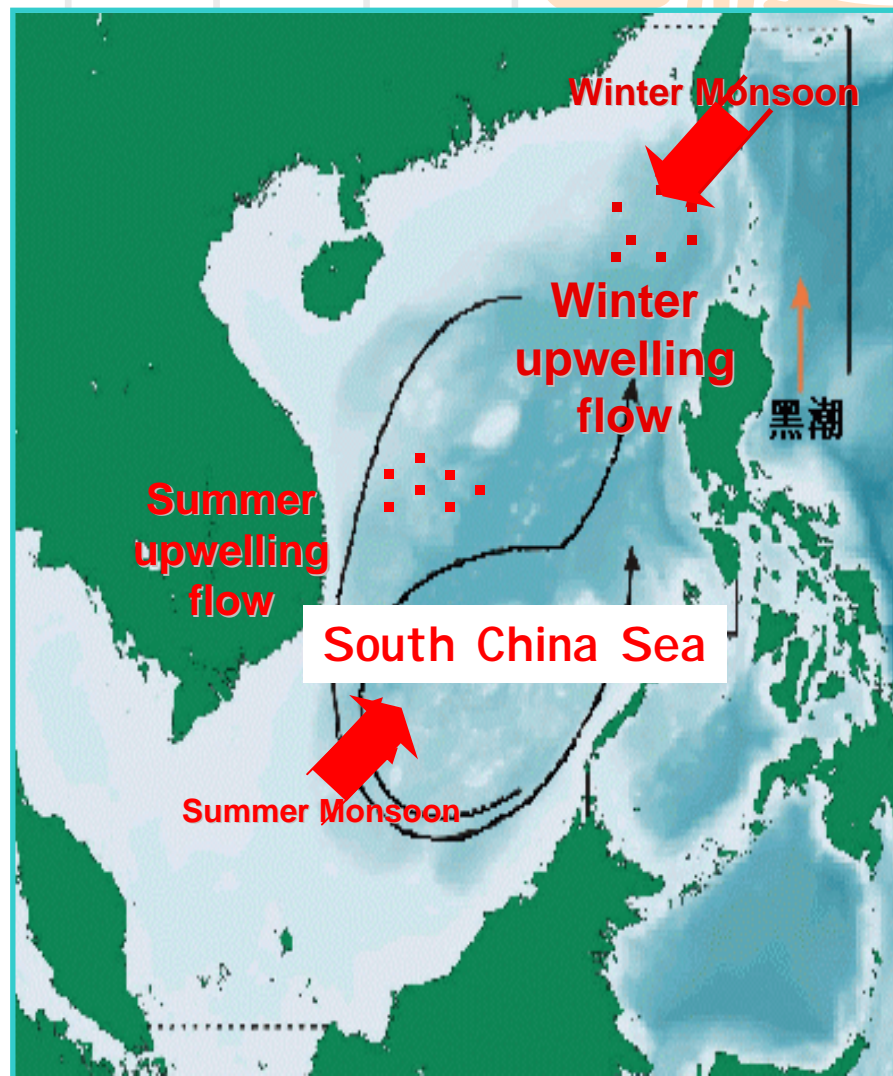 Winter Monsoon
Winter
upwelling
flow
黑潮
Summer
upwelling
flow
South China Sea
Summer Monsoon